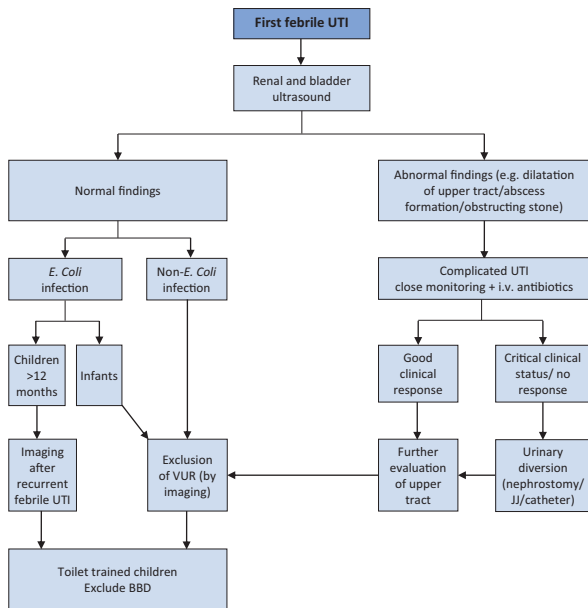 First febrile UTI
Renal and bladder
ultrasound
Normal findings
Abnormal findings (e.g. dilatation
of upper tract/abscess
formation/obstructing stone)
E. Coli
infection
Non-E. Coli
infection
Complicated UTI
close monitoring + i.v. antibiotics
Children
>12
months
Infants
Good
clinical
response
Critical clinical
status/ no
response
Imaging
after
recurrent
febrile UTI
Exclusion
of VUR (by
imaging)
Further
evaluation
of upper
tract
Urinary
diversion
(nephrostomy/
JJ/catheter)
Toilet trained children
Exclude BBD